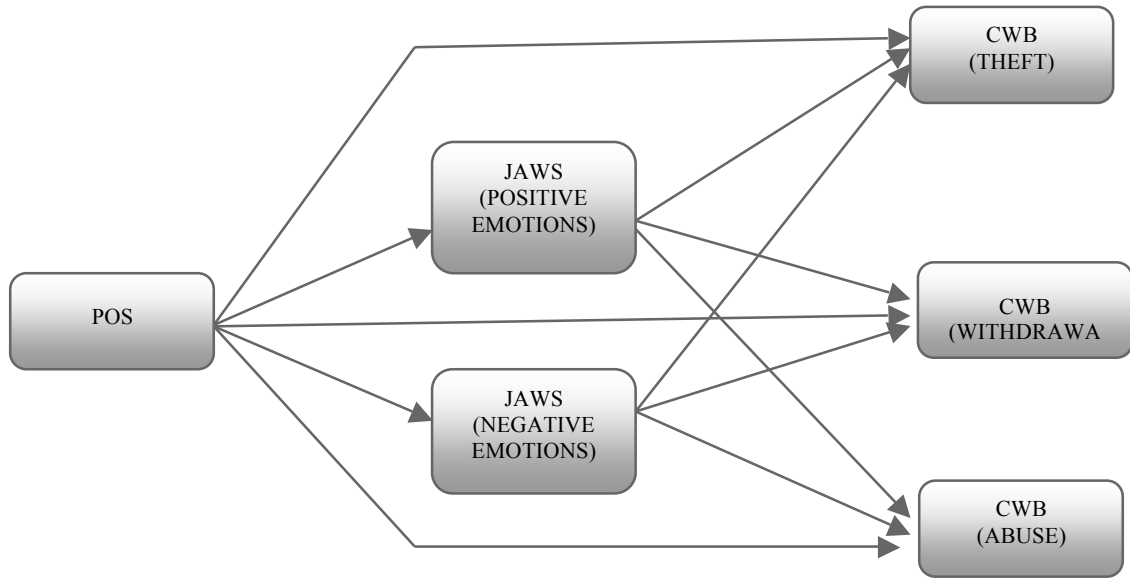 CWB
(THEFT)
JAWS
(POSITIVE
EMOTIONS)
POS
CWB
(WITHDRAWA
JAWS
(NEGATIVE
EMOTIONS)
CWB
(ABUSE)